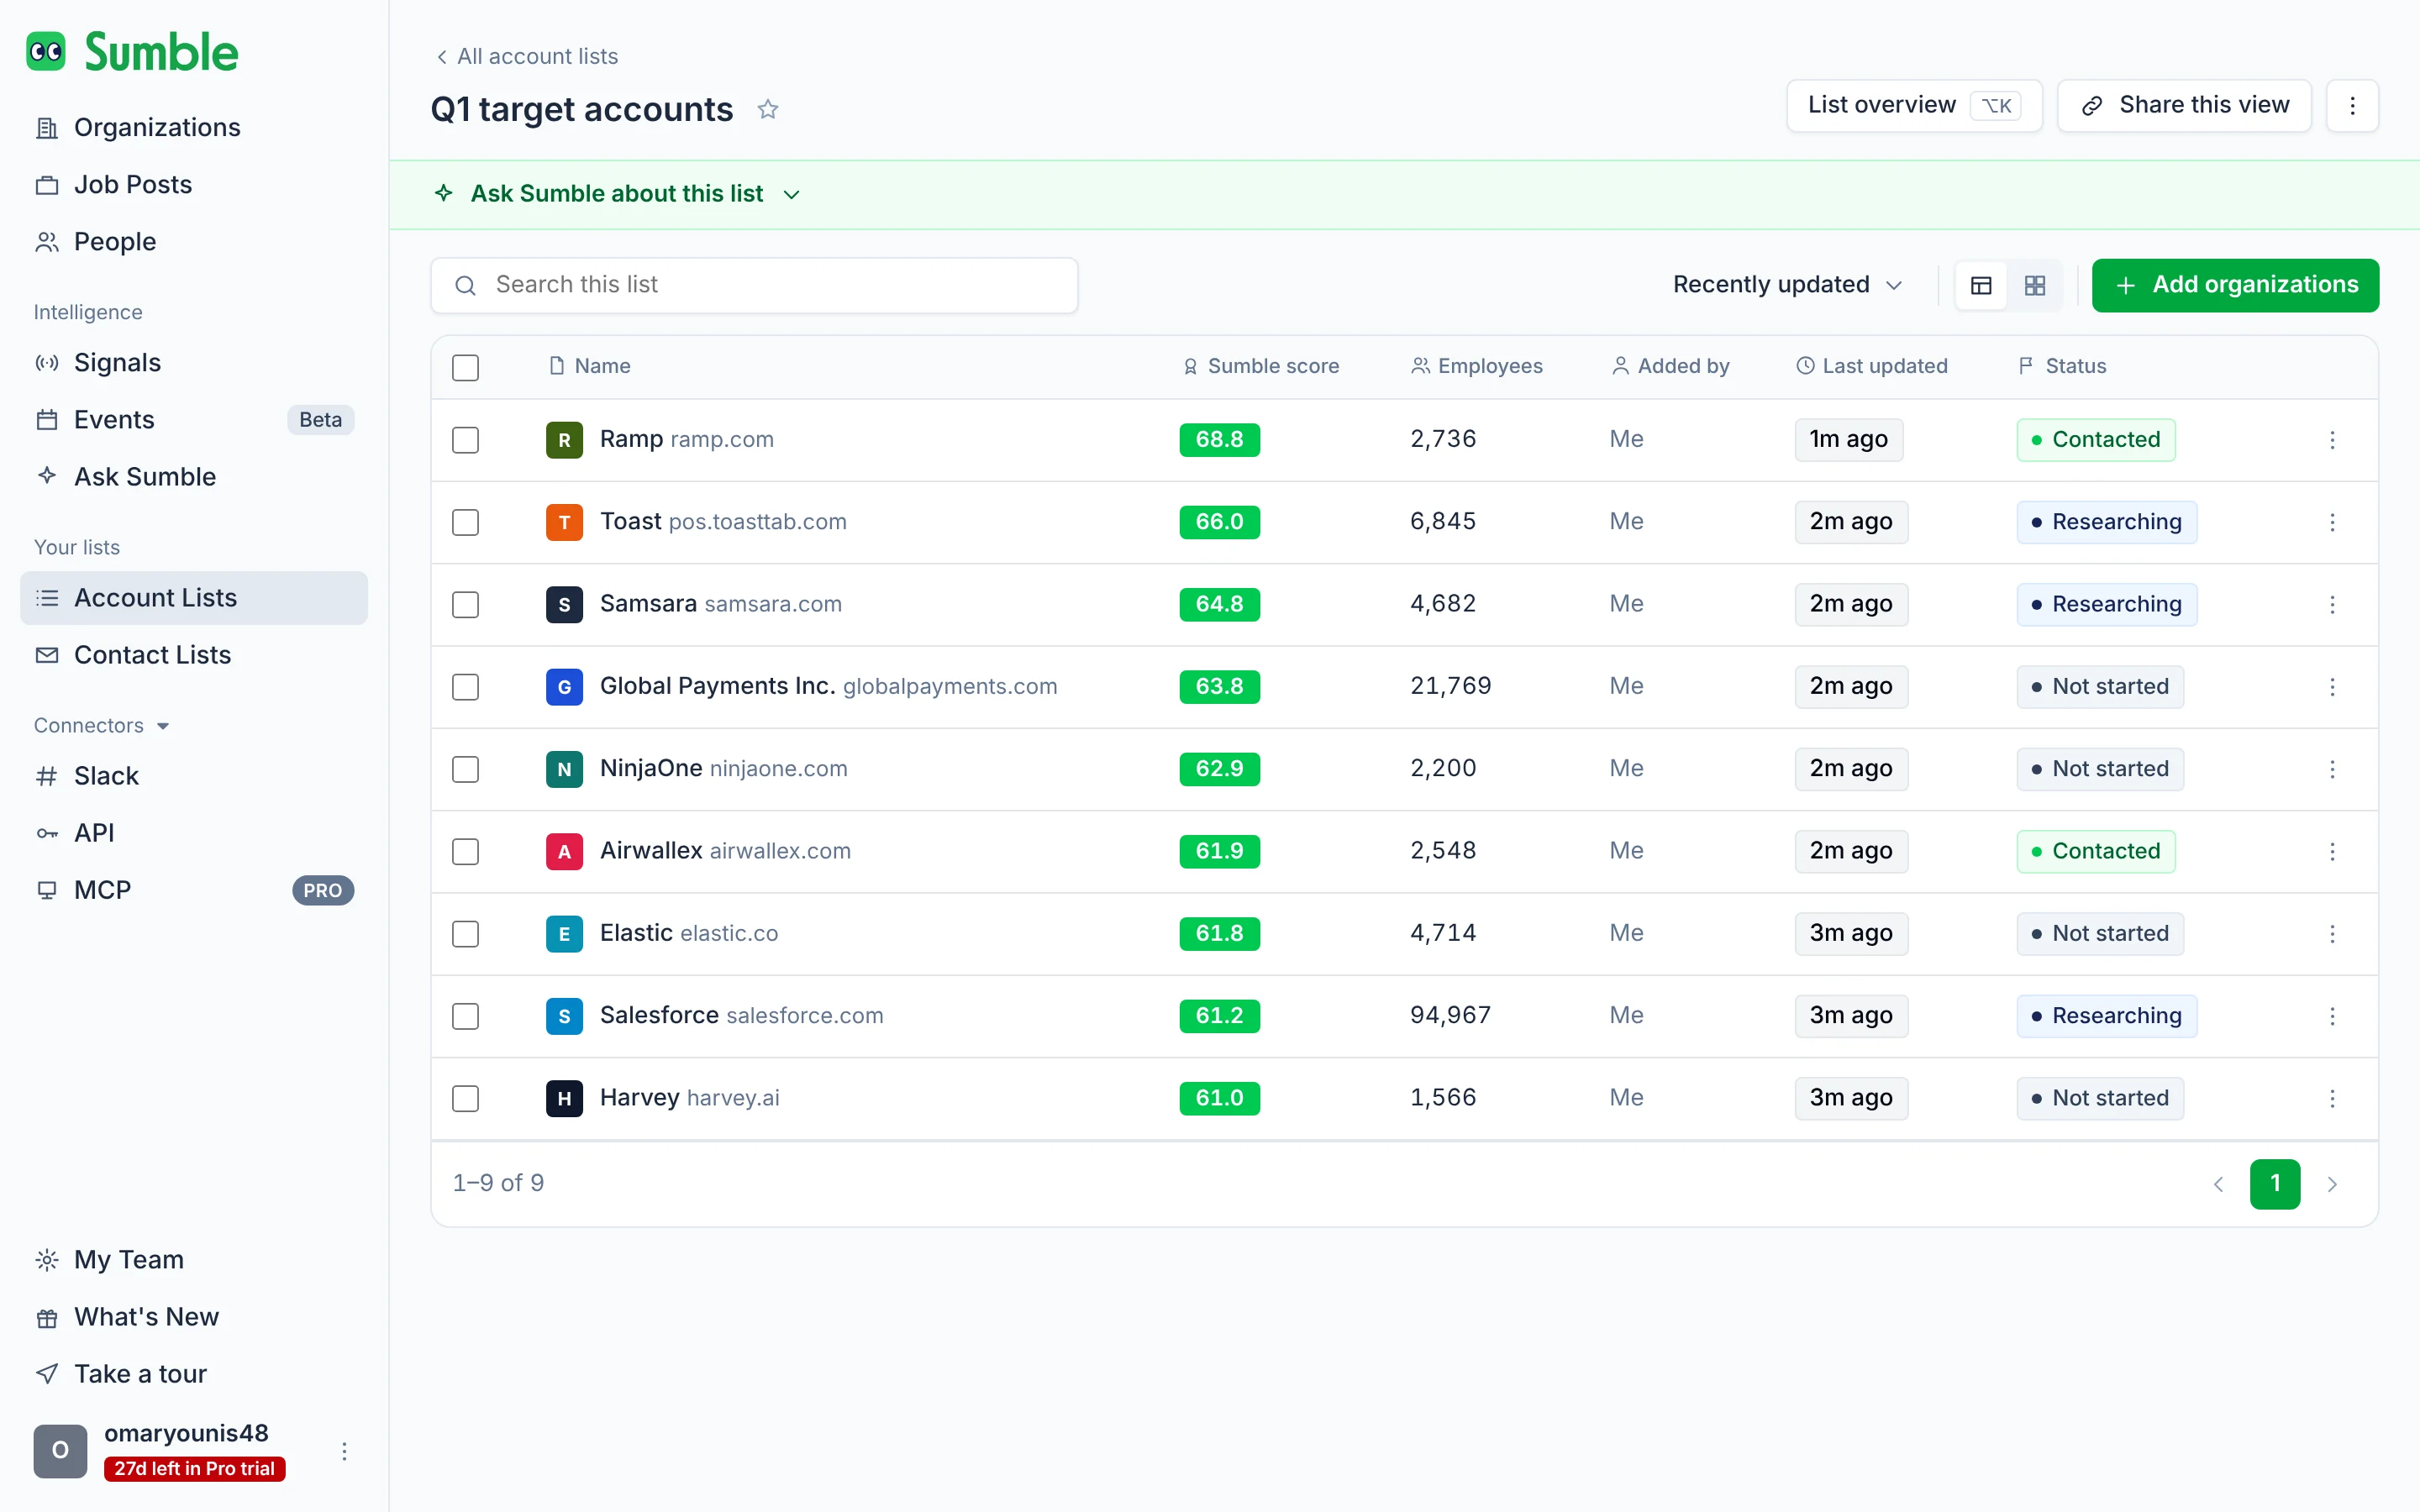 Sumble
Organizations
Job Posts
People
Intelligence
Signals
Events Beta
Ask Sumble
Your lists
Account Lists
Contact Lists
Connectors
Slack
API
MCP PRO
My Team
What's New
Take a tour
O omaryounis48
27d left in Pro trial
All account lists
Q1 target accounts
List overview ⌥K Share this view
Ask Sumble about this list
Search this list Recently updated Add organizations
Name Sumble score Employees Added by Last updated Status
R Ramp ramp.com 68.8 2,736 Me 1m ago Contacted
T Toast pos.toasttab.com 66.0 6,845 Me 2m ago Researching
S Samsara samsara.com 64.8 4,682 Me 2m ago Researching
G Global Payments Inc. globalpayments.com 63.8 21,769 Me 2m ago Not started
N NinjaOne ninjaone.com 62.9 2,200 Me 2m ago Not started
A Airwallex airwallex.com 61.9 2,548 Me 2m ago Contacted
E Elastic elastic.co 61.8 4,714 Me 3m ago Not started
S Salesforce salesforce.com 61.2 94,967 Me 3m ago Researching
H Harvey harvey.ai 61.0 1,566 Me 3m ago Not started
1–9 of 9 1